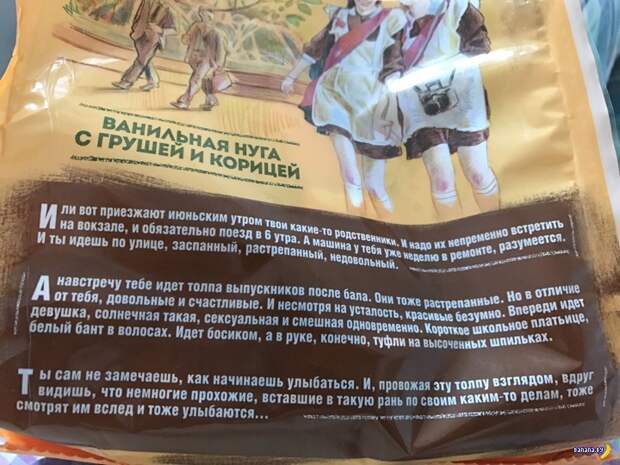 ВАНИЛЬНАЯ НУГА
С ГРУШЕЙ И КОРИЦЕЙ
Или вот приезжают июньским утром твои какие-то родственники. И надо их непременно встретить
на вокзале, и обязательно поезд в 6 утра. А машина у тебя уже неделю в ремонте, разумеется.
И ты идешь по улице, заспанный, растрепанный, недовольный.
А навстречу тебе идет толпа выпускников после бала. Они тоже растрепанные. Но в отличие
от тебя, довольные и счастливые. И несмотря на усталость, красивые безумно. Впереди идет
девушка, солнечная такая, сексуальная и смешная одновременно. Короткое школьное платьице,
белый бант в волосах. Идет босиком, а в руке, конечно, туфли на высоченных шпильках.
Ты сам не замечаешь, как начинаешь улыбаться. И, провожая эту толпу взглядом, вдруг
видишь, что немногие прохожие, вставшие в такую рань по своим каким-то делам, тоже
смотрят им вслед и тоже улыбаются...
banana.by